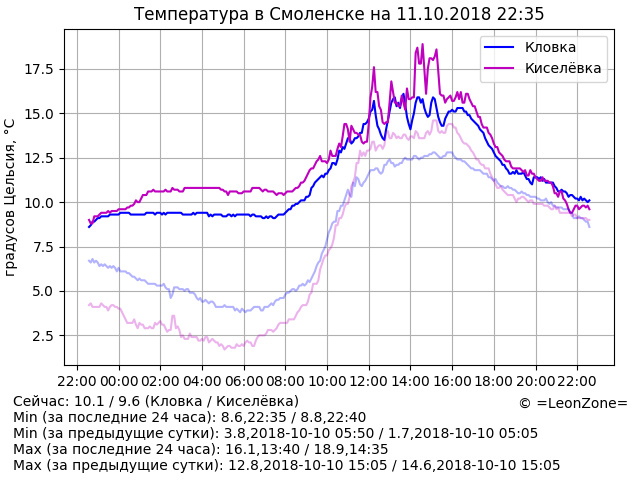 Температура в Смоленске на 11.10.2018 22:35
Кловка
Киселёвка
градусов Цельсия, °C
17.5
15.0
12.5
10.0
7.5
5.0
2.5
22:00 00:00 02:00 04:00 06:00 08:00 10:00 12:00 14:00 16:00 18:00 20:00 22:00
Сейчас: 10.1 / 9.6 (Кловка / Киселёвка)
© =LeonZone=
Min (за последние 24 часа): 8.6,22:35 / 8.8,22:40
Min (за предыдущие сутки): 3.8,2018-10-10 05:50 / 1.7,2018-10-10 05:05
Max (за последние 24 часа): 16.1,13:40 / 18.9,14:35
Max (за предыдущие сутки): 12.8,2018-10-10 15:05 / 14.6,2018-10-10 15:05